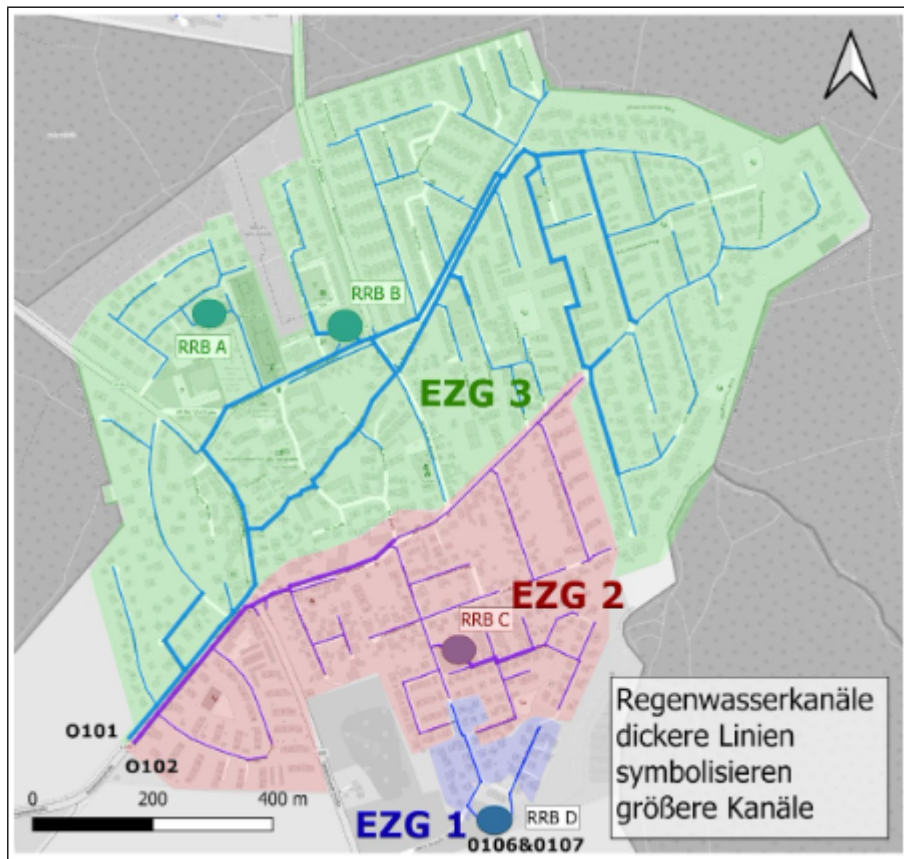 RRB B
RRB A
EZG 3
EZG 2
RRB C
O101
O102
0 200 400 m
EZG 1
RRB D
0106&0107
Regenwasserkanäle
dickere Linien
symbolisieren
größere Kanäle